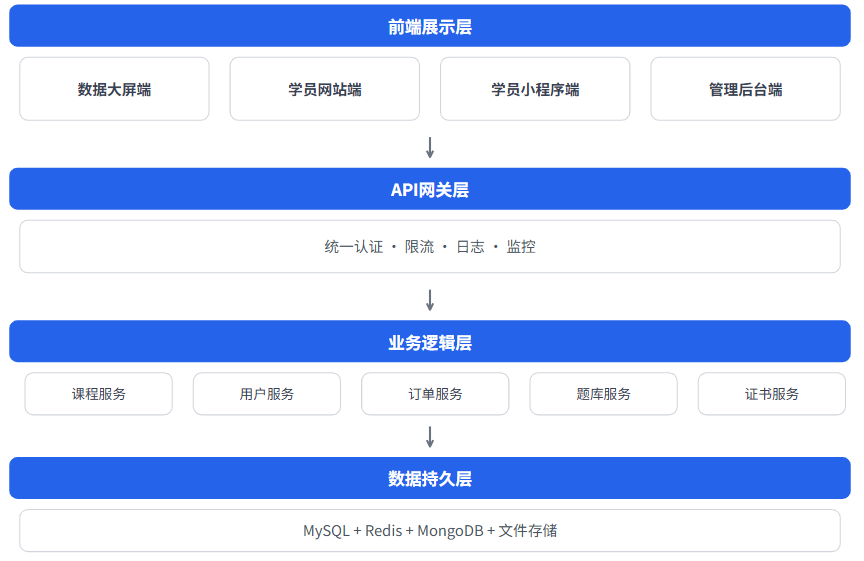 前端展示层
数据大屏端 学员网站端 学员小程序端 管理后台端
API网关层
统一认证 · 限流 · 日志 · 监控
业务逻辑层
课程服务 用户服务 订单服务 题库服务 证书服务
数据持久层
MySQL + Redis + MongoDB + 文件存储